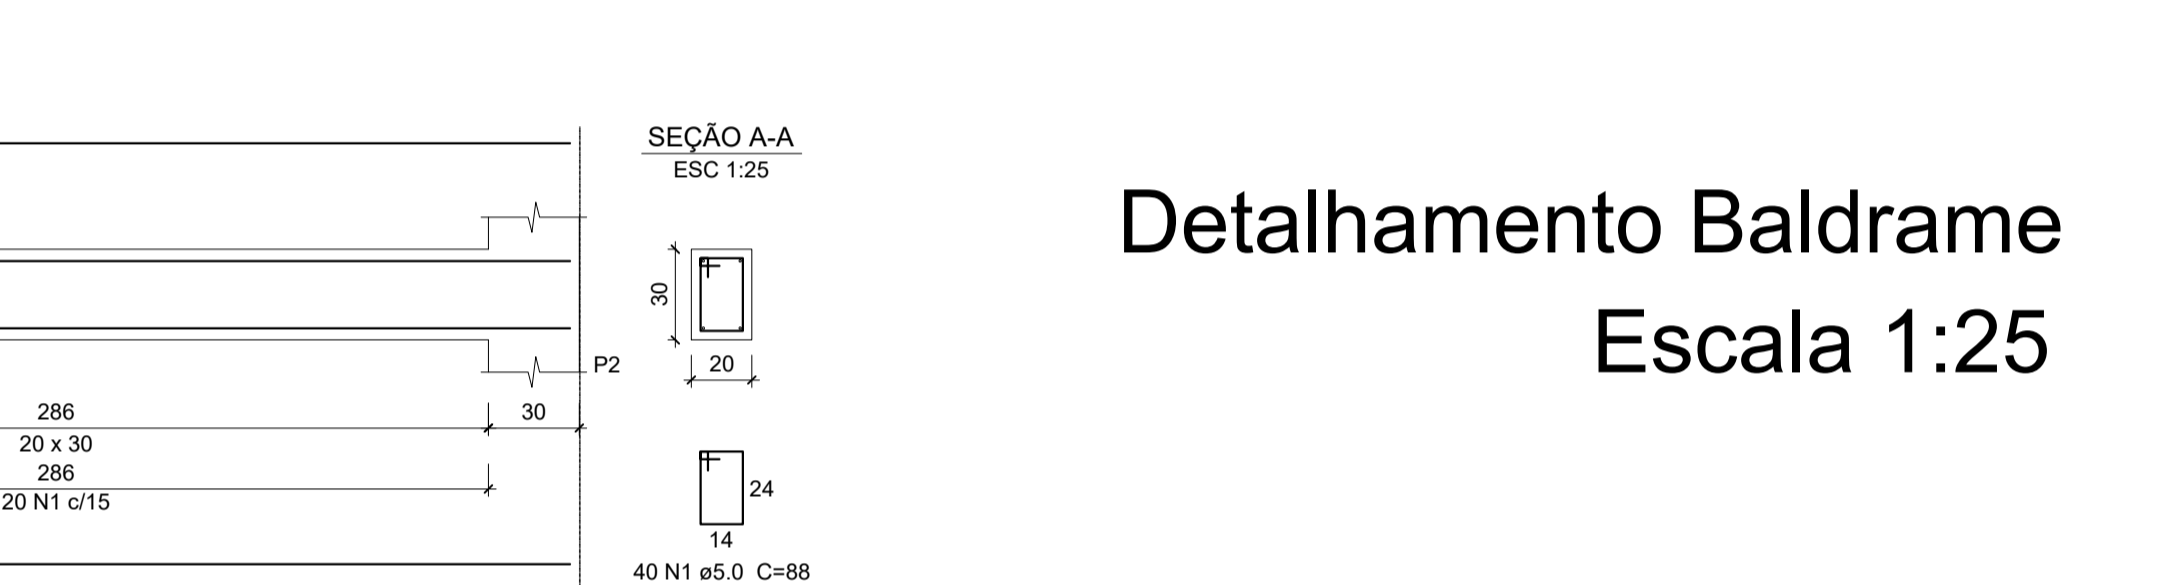 SEÇÃO A-A
ESC 1:25
Detalhamento Baldrame
Escala 1:25
30
20
P2
286
30
20 x 30
286
20 N1 c/15
24
14
40 N1 ø5.0 C=88